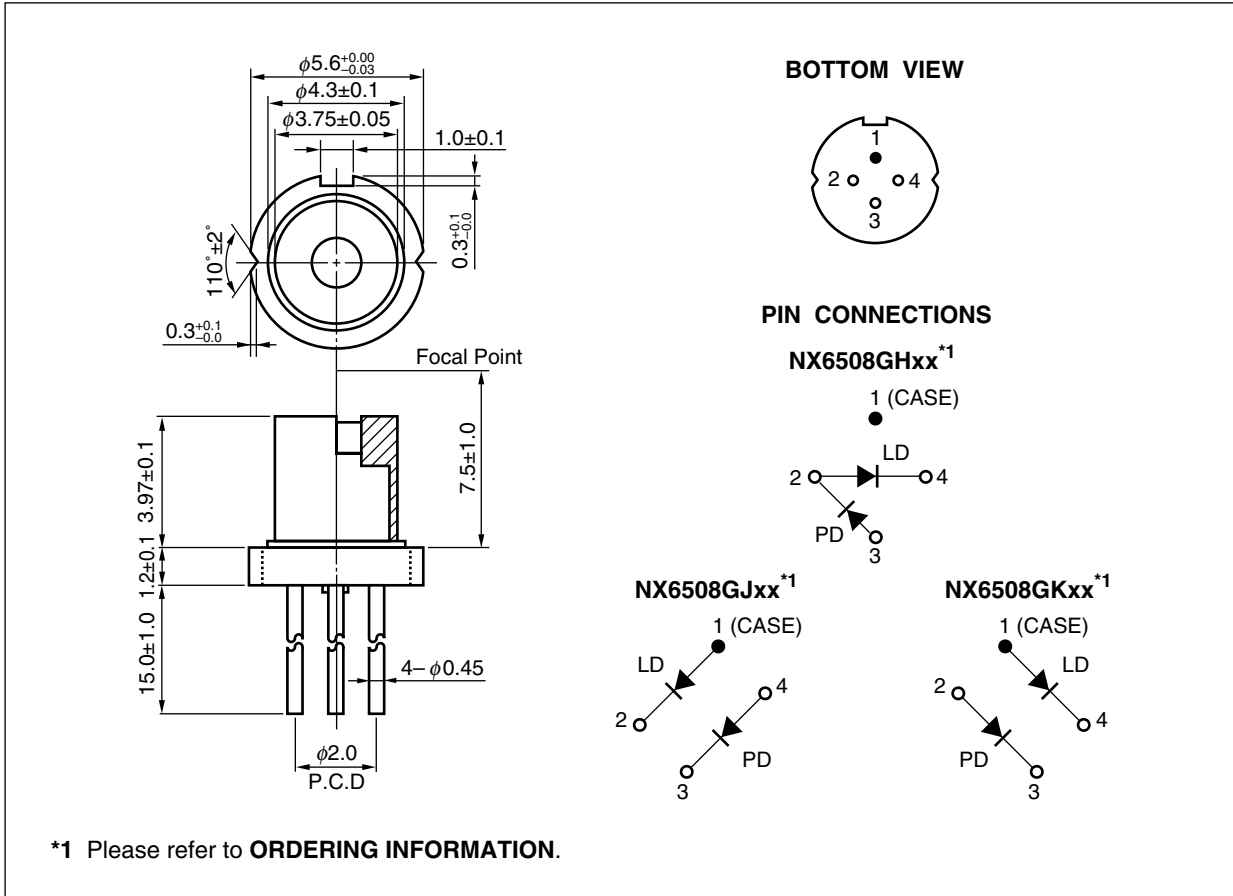 φ5.6+0.00
−0.03
φ4.3±0.1
φ3.75±0.05
1.0±0.1
0.3+0.1
−0.0
110°±2°
0.3+0.1
−0.0
Focal Point
7.5±1.0
3.97±0.1
1.2±0.1
15.0±1.0
4–φ0.45
φ2.0
P.C.D
BOTTOM VIEW
1
2
4
3
PIN CONNECTIONS
NX6508GHxx*1
1 (CASE)
LD
2
4
PD
3
NX6508GJxx*1
1 (CASE)
LD
4
2
PD
3
NX6508GKxx*1
1 (CASE)
LD
2
4
PD
3
*1 Please refer to ORDERING INFORMATION.